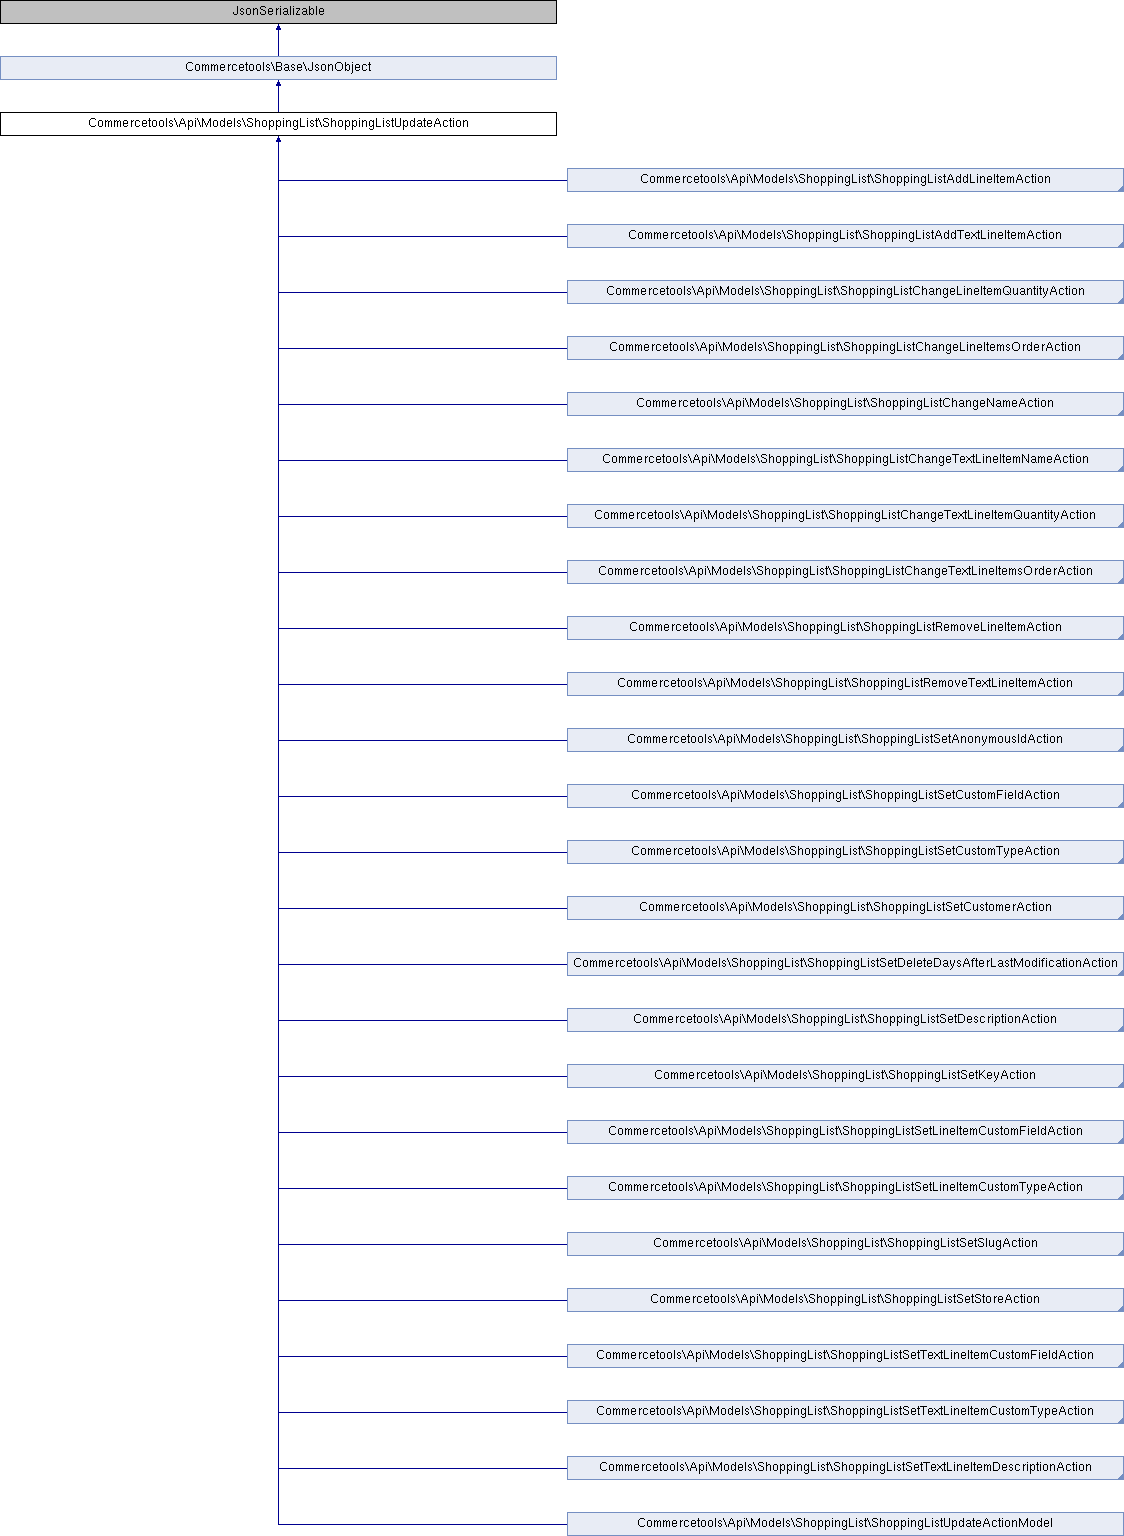 JsonSerializable
Commercetools\Base\JsonObject
Commercetools\Api\Models\ShoppingList\ShoppingListUpdateAction
Commercetools\Api\Models\ShoppingList\ShoppingListAddLineItemAction
Commercetools\Api\Models\ShoppingList\ShoppingListAddTextLineItemAction
Commercetools\Api\Models\ShoppingList\ShoppingListChangeLineItemQuantityAction
Commercetools\Api\Models\ShoppingList\ShoppingListChangeLineItemsOrderAction
Commercetools\Api\Models\ShoppingList\ShoppingListChangeNameAction
Commercetools\Api\Models\ShoppingList\ShoppingListChangeTextLineItemNameAction
Commercetools\Api\Models\ShoppingList\ShoppingListChangeTextLineItemQuantityAction
Commercetools\Api\Models\ShoppingList\ShoppingListChangeTextLineItemsOrderAction
Commercetools\Api\Models\ShoppingList\ShoppingListRemoveLineItemAction
Commercetools\Api\Models\ShoppingList\ShoppingListRemoveTextLineItemAction
Commercetools\Api\Models\ShoppingList\ShoppingListSetAnonymousIdAction
Commercetools\Api\Models\ShoppingList\ShoppingListSetCustomFieldAction
Commercetools\Api\Models\ShoppingList\ShoppingListSetCustomTypeAction
Commercetools\Api\Models\ShoppingList\ShoppingListSetCustomerAction
Commercetools\Api\Models\ShoppingList\ShoppingListSetDeleteDaysAfterLastModificationAction
Commercetools\Api\Models\ShoppingList\ShoppingListSetDescriptionAction
Commercetools\Api\Models\ShoppingList\ShoppingListSetKeyAction
Commercetools\Api\Models\ShoppingList\ShoppingListSetLineItemCustomFieldAction
Commercetools\Api\Models\ShoppingList\ShoppingListSetLineItemCustomTypeAction
Commercetools\Api\Models\ShoppingList\ShoppingListSetSlugAction
Commercetools\Api\Models\ShoppingList\ShoppingListSetStoreAction
Commercetools\Api\Models\ShoppingList\ShoppingListSetTextLineItemCustomFieldAction
Commercetools\Api\Models\ShoppingList\ShoppingListSetTextLineItemCustomTypeAction
Commercetools\Api\Models\ShoppingList\ShoppingListSetTextLineItemDescriptionAction
Commercetools\Api\Models\ShoppingList\ShoppingListUpdateActionModel